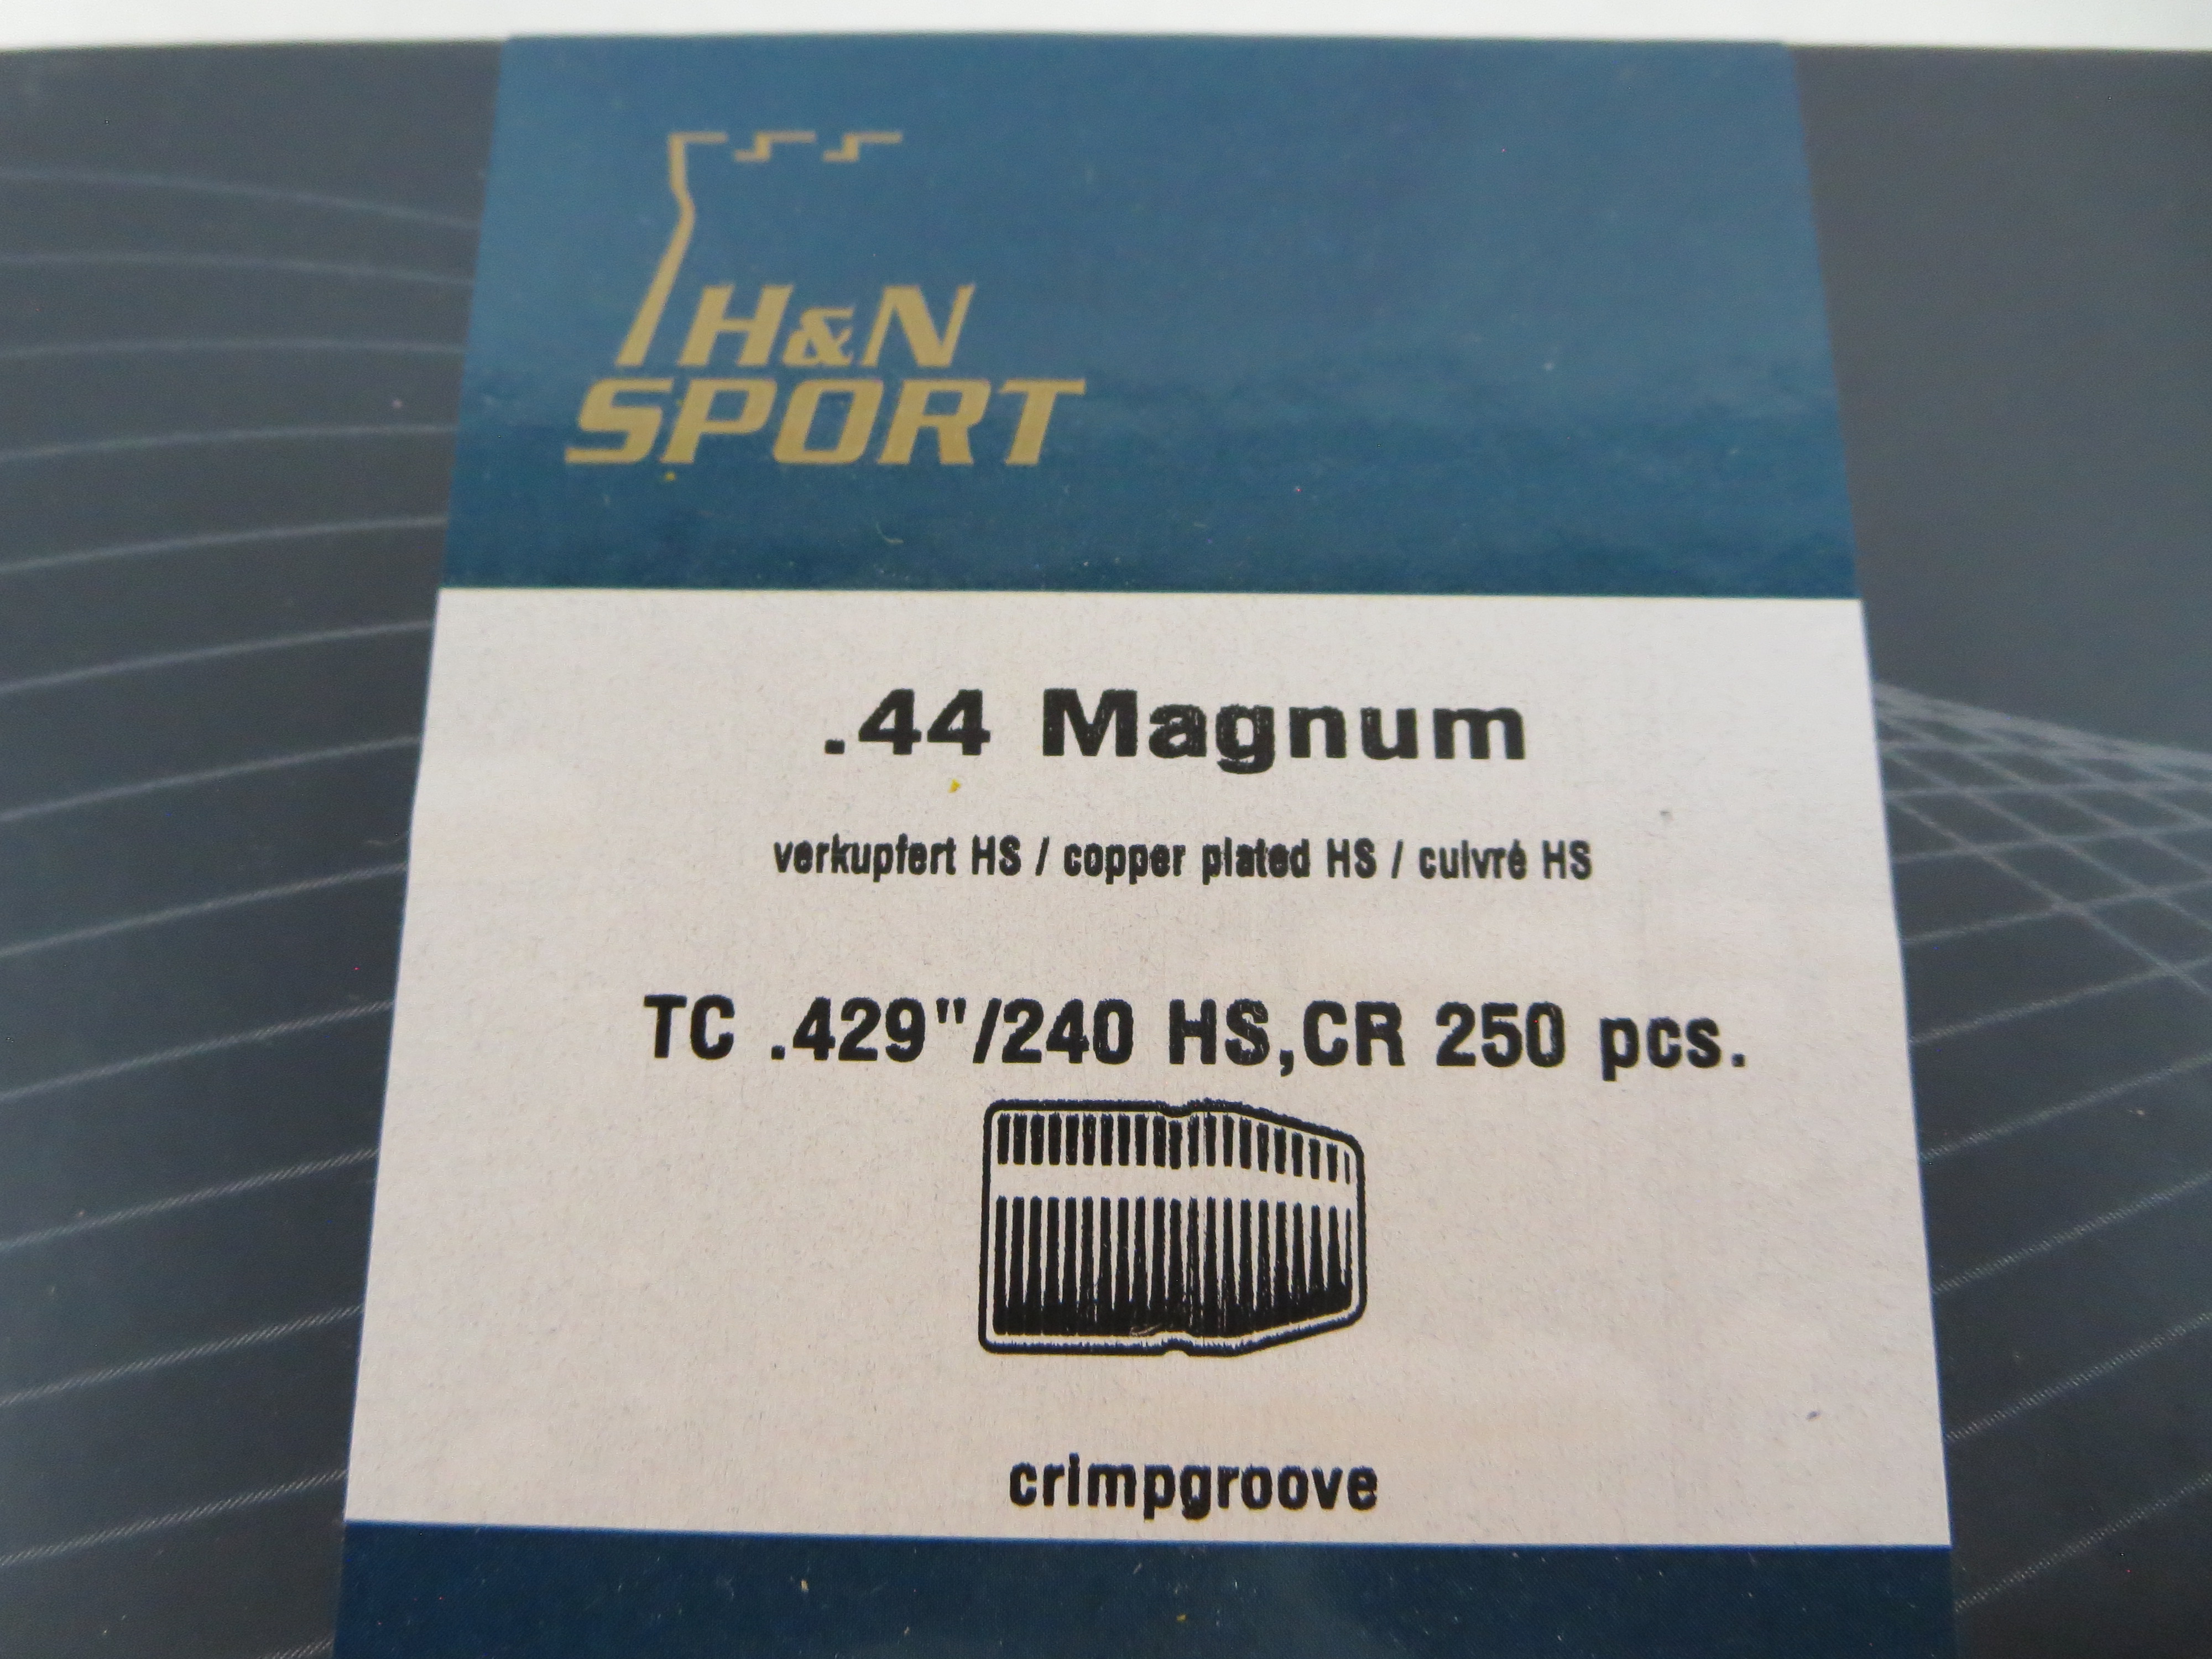 H&N
SPORT
.44 Magnum
verkupfert HS / copper plated HS / cuivré HS
TC .429"/240 HS,CR 250 pcs.
crimpgroove